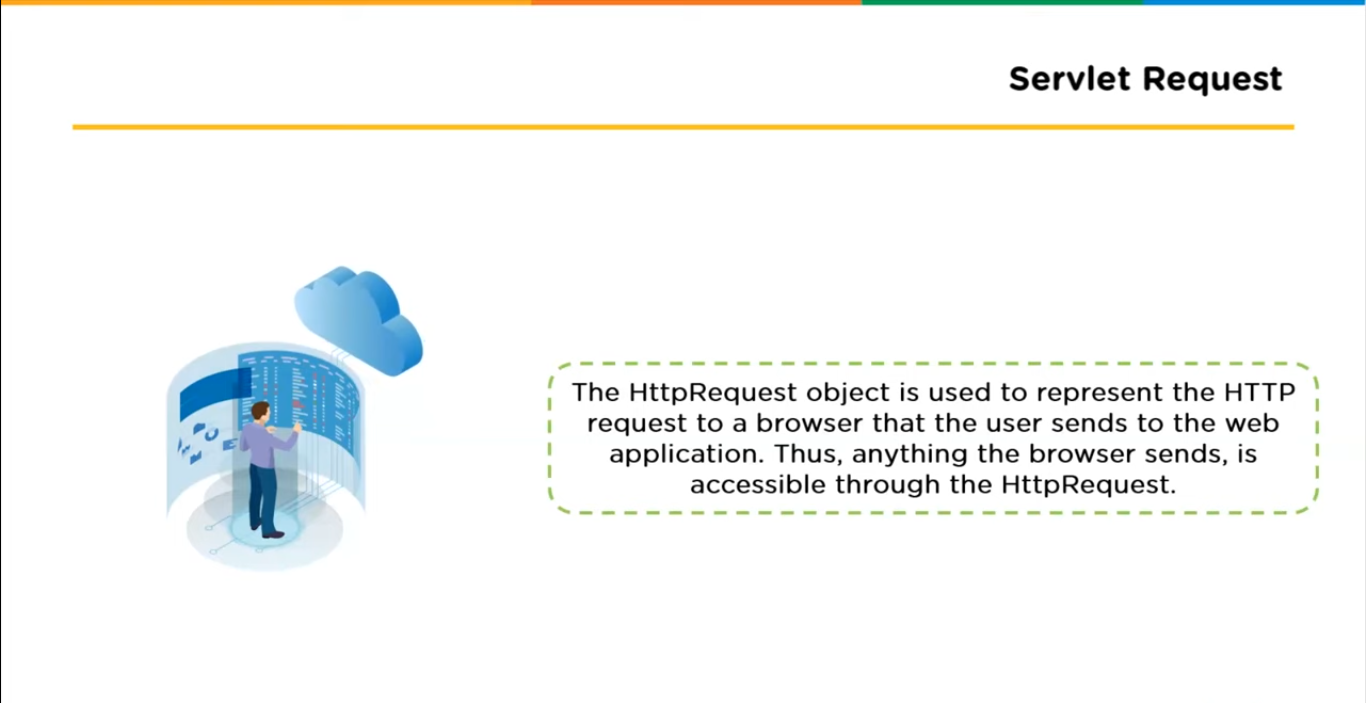 Servlet Request
The HttpRequest object is used to represent the HTTP
request to a browser that the user sends to the web
application. Thus, anything the browser sends, is
accessible through the HttpRequest.